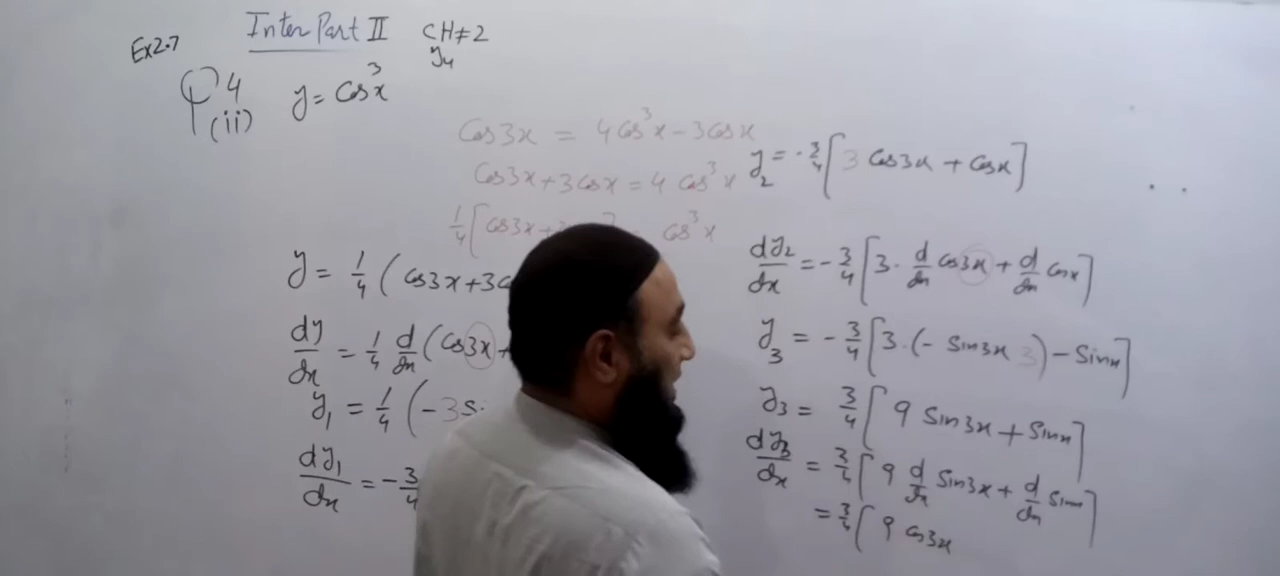 Ex2.7 Inter Part II CH#2
y₄
Q4 y = Cos³x
(ii)
Cos3x = 4Cos³x - 3Cosx
Cos3x + 3Cosx = 4 Cos³x
1/4 [Cos3x + = Cos³x
y = 1/4 (Cos3x + 3C
dy/dx = 1/4 d/dx (Cos3x +
y₁ = 1/4 (-3S
dy₁/dx = -3/4
y₂ = -3/4 [3 Cos3x + Cosx]
dy₂/dx = -3/4 [3. d/dx Cos3x + d/dx Cosx]
y₃ = -3/4 [3.(- Sin3x 3) - Sinx]
y₃ = 3/4 [9 Sin3x + Sinx]
dy₃/dx = 3/4 [9 d/dx Sin3x + d/dx Sinx]
= 3/4 [9 Cos3x